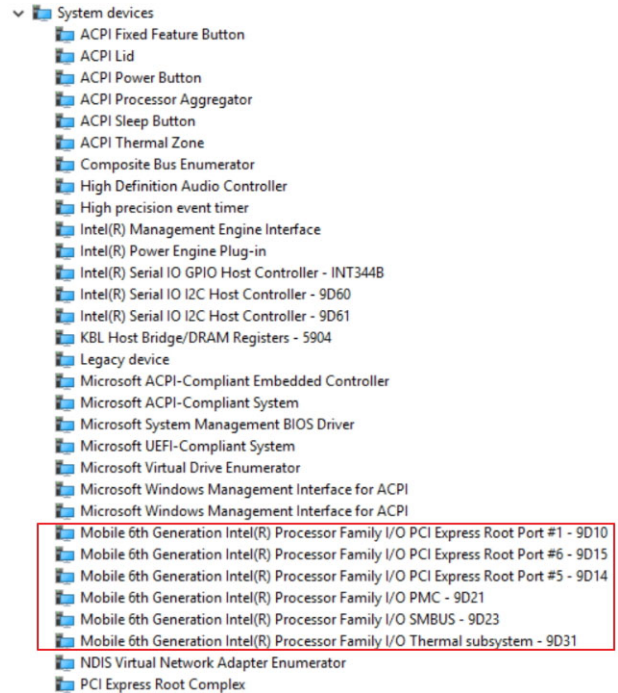 System devices
ACPI Fixed Feature Button
ACPI Lid
ACPI Power Button
ACPI Processor Aggregator
ACPI Sleep Button
ACPI Thermal Zone
Composite Bus Enumerator
High Definition Audio Controller
High precision event timer
Intel(R) Management Engine Interface
Intel(R) Power Engine Plug-in
Intel(R) Serial IO GPIO Host Controller - INT344B
Intel(R) Serial IO I2C Host Controller - 9D60
Intel(R) Serial IO I2C Host Controller - 9D61
KBL Host Bridge/DRAM Registers - 5904
Legacy device
Microsoft ACPI-Compliant Embedded Controller
Microsoft ACPI-Compliant System
Microsoft System Management BIOS Driver
Microsoft UEFI-Compliant System
Microsoft Virtual Drive Enumerator
Microsoft Windows Management Interface for ACPI
Microsoft Windows Management Interface for ACPI
Mobile 6th Generation Intel(R) Processor Family I/O PCI Express Root Port #1 - 9D10
Mobile 6th Generation Intel(R) Processor Family I/O PCI Express Root Port #6 - 9D15
Mobile 6th Generation Intel(R) Processor Family I/O PCI Express Root Port #5 - 9D14
Mobile 6th Generation Intel(R) Processor Family I/O PMC - 9D21
Mobile 6th Generation Intel(R) Processor Family I/O SMBUS - 9D23
Mobile 6th Generation Intel(R) Processor Family I/O Thermal subsystem - 9D31
NDIS Virtual Network Adapter Enumerator
PCI Express Root Complex